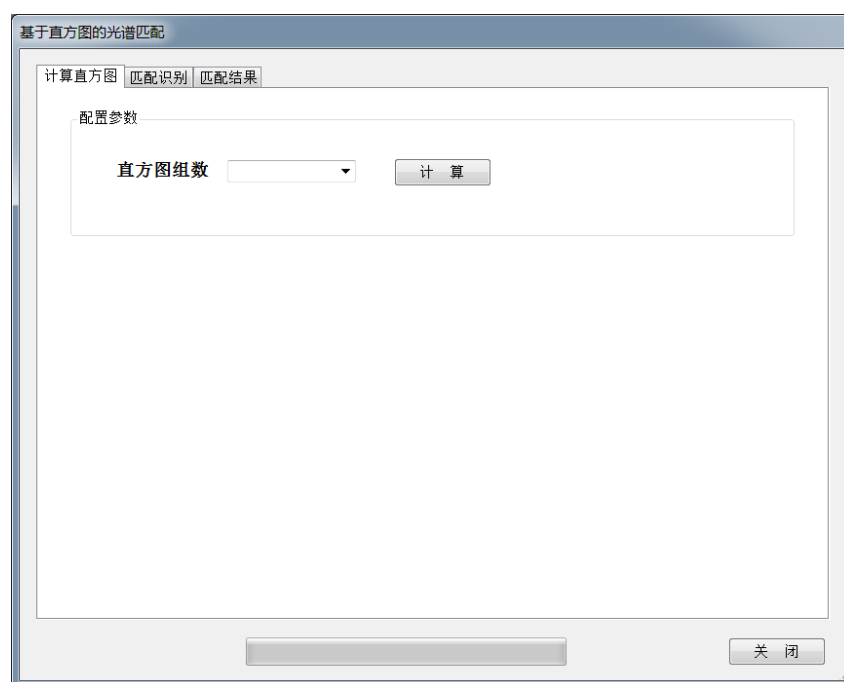 基于直方图的光谱匹配
计算直方图 匹配识别 匹配结果
配置参数
直方图组数 计 算
关 闭